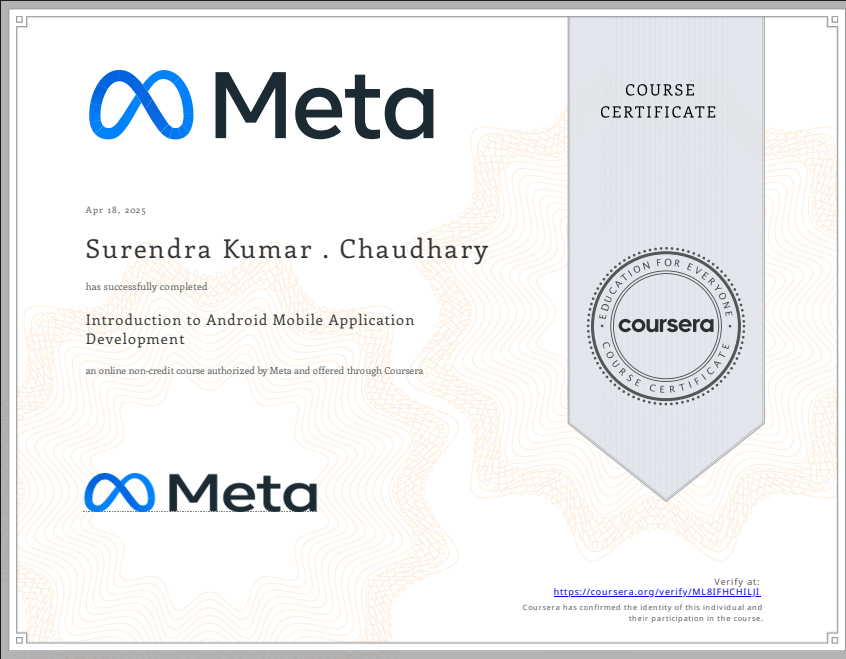 Meta
COURSE
CERTIFICATE
Apr 18, 2025
Surendra Kumar . Chaudhary
has successfully completed
Introduction to Android Mobile Application
Development
an online non-credit course authorized by Meta and offered through Coursera
EDUCATION FOR EVERYONE
coursera
COURSE CERTIFICATE
Meta
Verify at:
https://coursera.org/verify/ML8IFHCHILJI
Coursera has confirmed the identity of this individual and
their participation in the course.